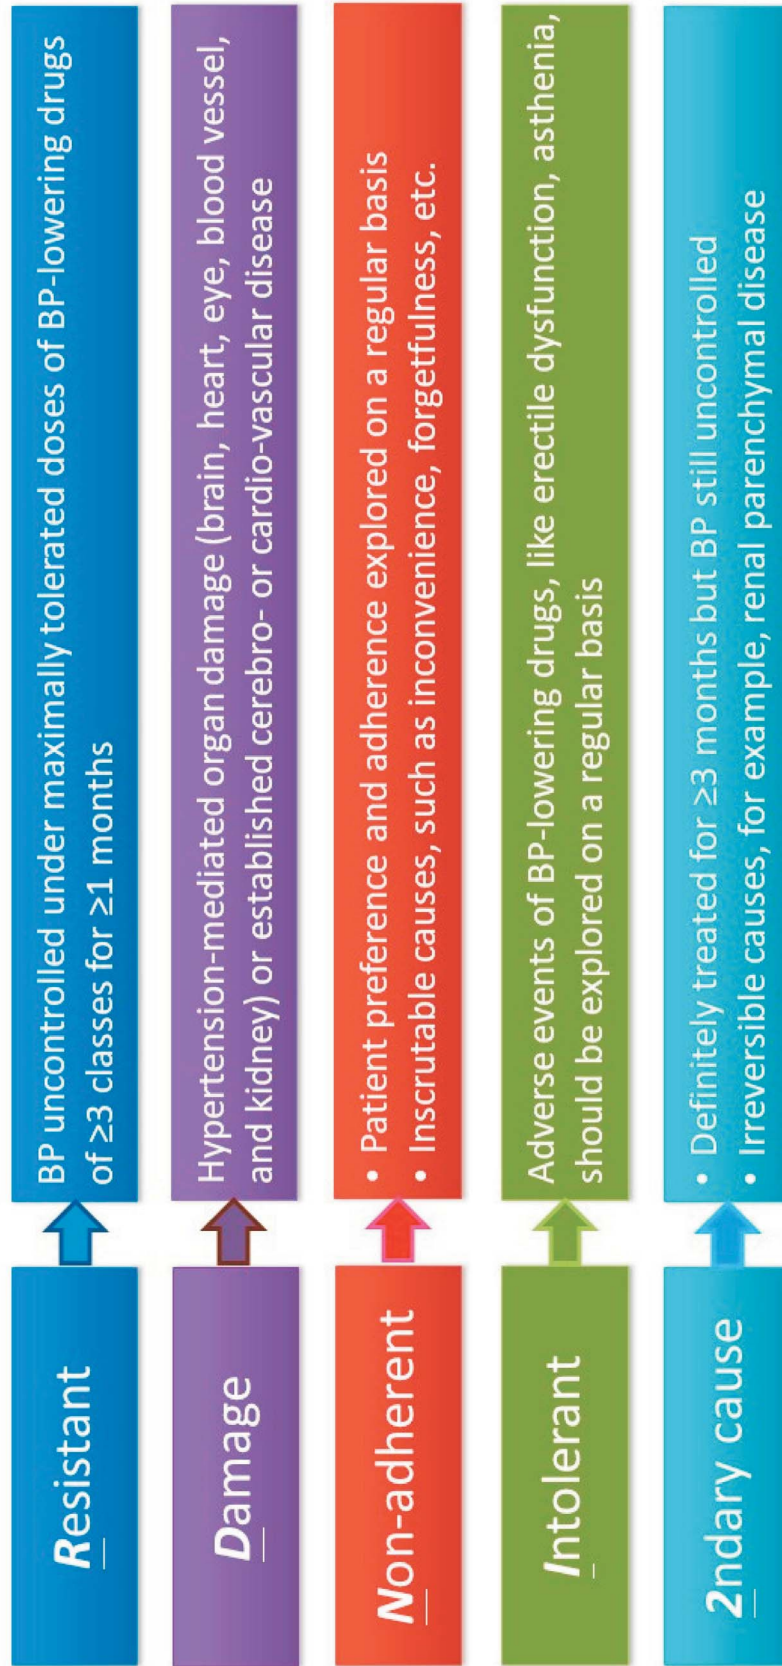 Resistant
BP uncontrolled under maximally tolerated doses of BP-lowering drugs
of ≥3 classes for ≥1 months
Damage
Hypertension-mediated organ damage (brain, heart, eye, blood vessel,
and kidney) or established cerebro- or cardio-vascular disease
Non-adherent
• Patient preference and adherence explored on a regular basis
• Inscrutable causes, such as inconvenience, forgetfulness, etc.
Intolerant
Adverse events of BP-lowering drugs, like erectile dysfunction, asthenia,
should be explored on a regular basis
2ndary cause
• Definitely treated for ≥3 months but BP still uncontrolled
• Irreversible causes, for example, renal parenchymal disease